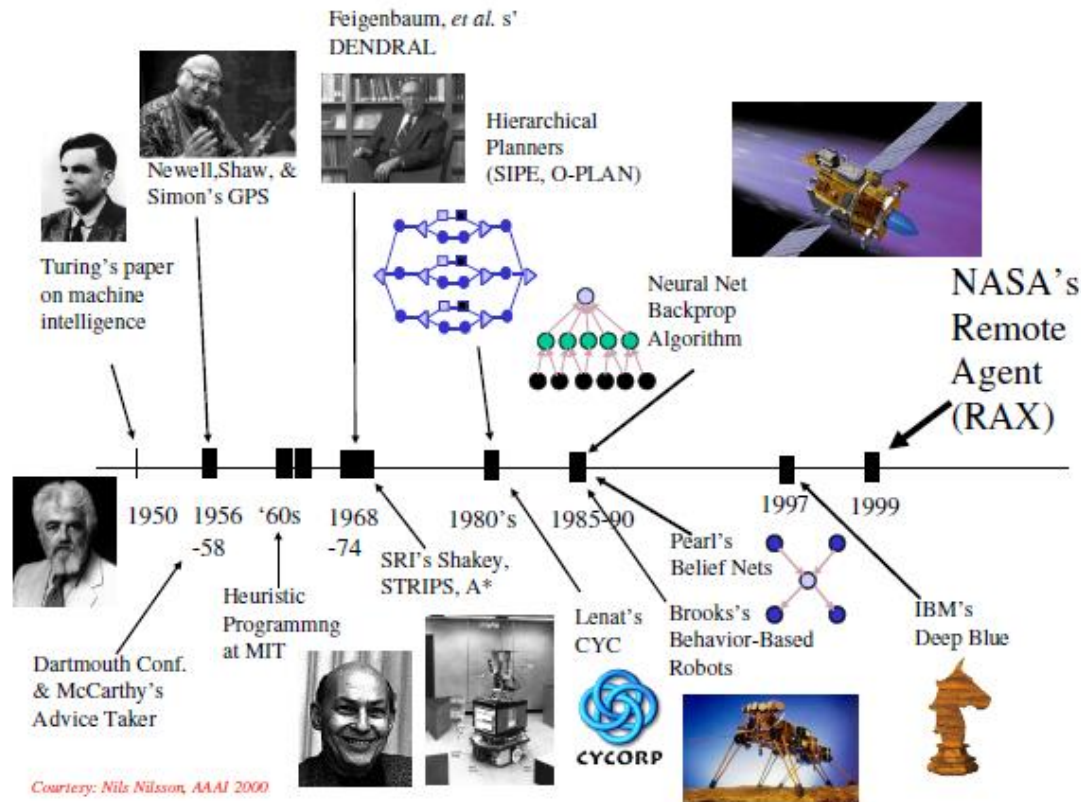 Feigenbaum, et al. s'
DENDRAL
Newell,Shaw, &
Simon's GPS
Hierarchical
Planners
(SIPE, O-PLAN)
Turing's paper
on machine
intelligence
Neural Net
Backprop
Algorithm
NASA's
Remote
Agent
(RAX)
1950
1956
-58
'60s
1968
-74
1980's
1985-90
1997
1999
Dartmouth Conf.
& McCarthy's
Advice Taker
Heuristic
Programmng
at MIT
SRI's Shakey,
STRIPS, A*
Lenat's
CYC
CYCORP
Pearl's
Belief Nets
Brooks's
Behavior-Based
Robots
IBM's
Deep Blue
Courtesy: Nils Nilsson, AAAI 2000